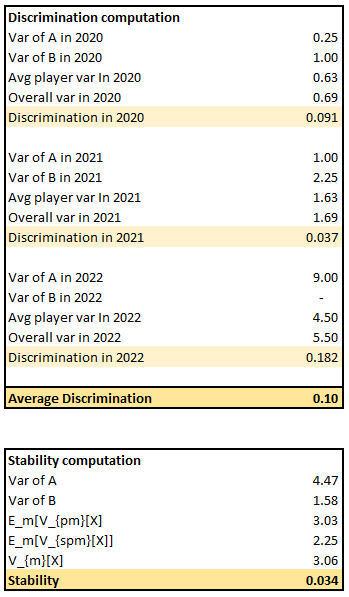 Discrimination computation
Var of A in 2020 0.25
Var of B in 2020 1.00
Avg player var In 2020 0.63
Overall var in 2020 0.69
Discrimination in 2020 0.091
Var of A in 2021 1.00
Var of B in 2021 2.25
Avg player var In 2021 1.63
Overall var in 2021 1.69
Discrimination in 2021 0.037
Var of A in 2022 9.00
Var of B in 2022 -
Avg player var In 2022 4.50
Overall var in 2022 5.50
Discrimination in 2022 0.182
Average Discrimination 0.10
Stability computation
Var of A 4.47
Var of B 1.58
E_m[V_{pm}[X] 3.03
E_m[V_{spm}[X]] 2.25
V_{m}[X] 3.06
Stability 0.034